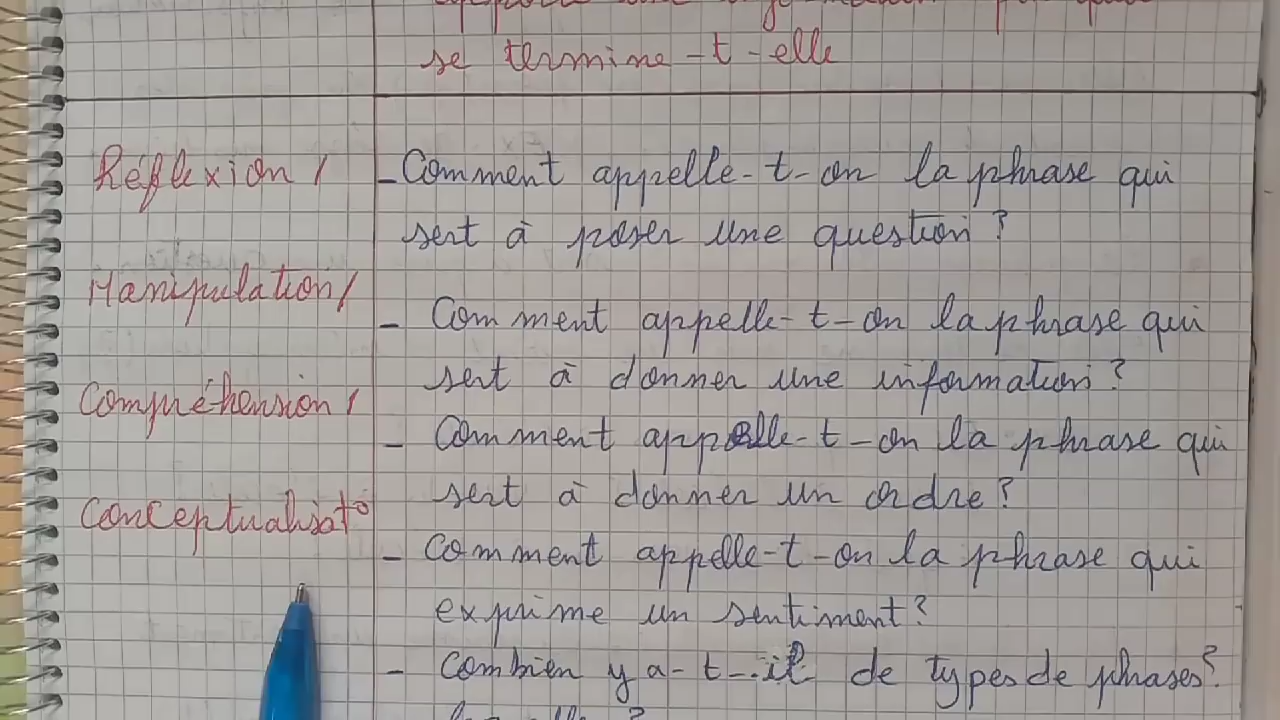 se termine-t-elle
Réflexion /
-Comment appelle-t-on la phrase qui
sert à poser une question ?
Manipulation /
- Comment appelle-t-on la phrase qui
sert à donner une information ?
Compréhension /
- Comment appelle-t-on la phrase qui
sert à donner un ordre ?
Conceptualisat°
- Comment appelle-t-on la phrase qui
exprime un sentiment ?
- Combien y a-t-il de types de phrases ?